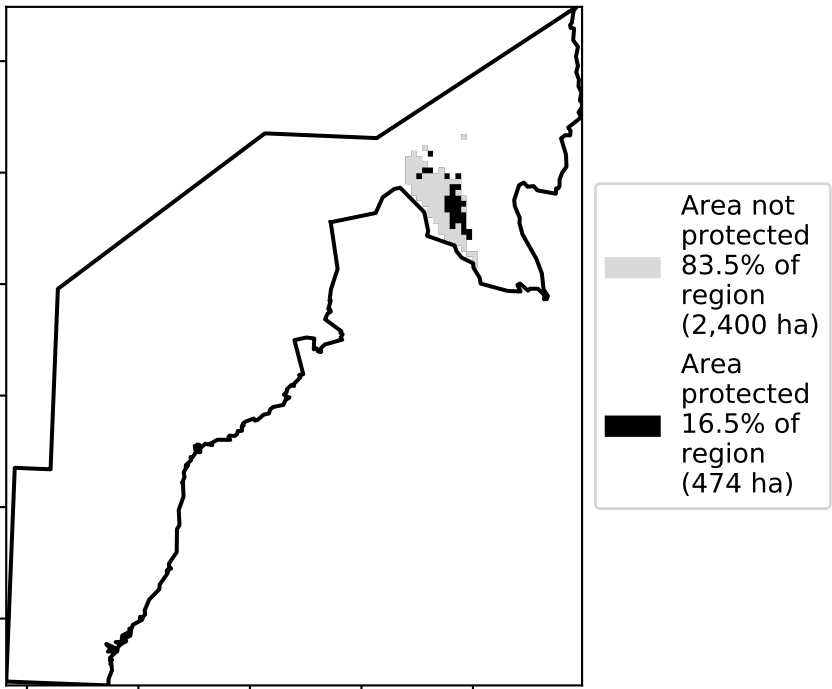 Area not
protected
83.5% of
region
(2,400 ha)
Area
protected
16.5% of
region
(474 ha)